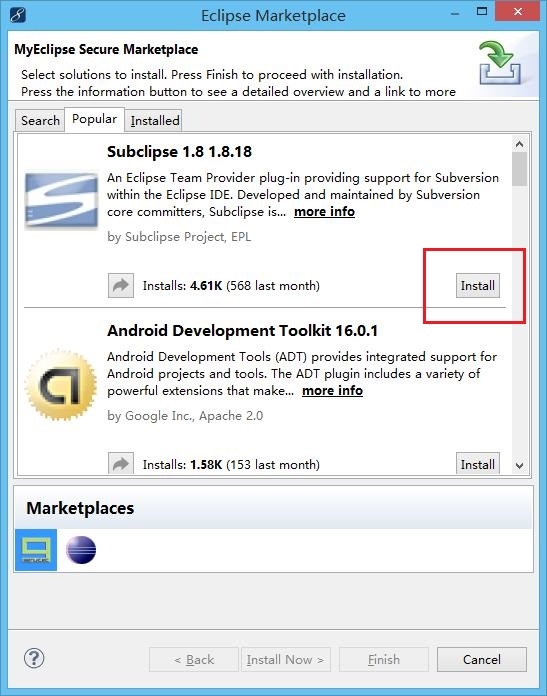 Eclipse Marketplace
MyEclipse Secure Marketplace
Select solutions to install. Press Finish to proceed with installation.
Press the information button to see a detailed overview and a link to more
Search
Popular
Installed
Subclipse 1.8 1.8.18
An Eclipse Team Provider plug-in providing support for Subversion
within the Eclipse IDE. Developed and maintained by Subversion
core committers, Subclipse is... more info
by Subclipse Project, EPL
Installs: 4.61K (568 last month)
Install
Android Development Toolkit 16.0.1
Android Development Tools (ADT) provides integrated support for
Android projects and tools. The ADT plugin includes a variety of
powerful extensions that make... more info
by Google Inc., Apache 2.0
Installs: 1.58K (153 last month)
Install
Marketplaces
?
< Back
Install Now >
Finish
Cancel